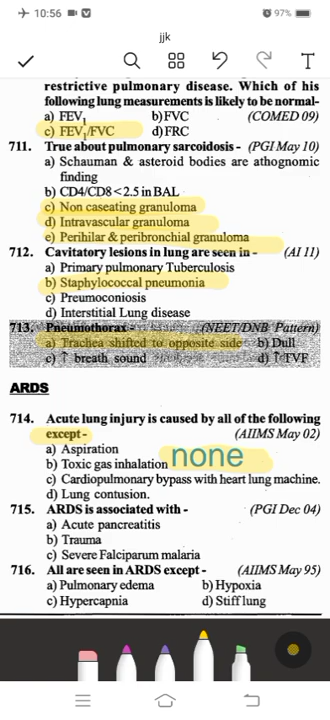 10:56
97%
jjk
T
restrictive pulmonary disease. Which of his
following lung measurements is likely to be normal-
a) FEV₁ b) FVC (COMED 09)
c) FEV₁/FVC d) FRC
711. True about pulmonary sarcoidosis - (PGI May 10)
a) Schauman & asteroid bodies are athognomic
finding
b) CD4/CD8 < 2.5 in BAL
c) Non caseating granuloma
d) Intravascular granuloma
e) Perihilar & peribronchial granuloma
712. Cavitatory lesions in lung are seen in - (AI 11)
a) Primary pulmonary Tuberculosis
b) Staphylococcal pneumonia
c) Preumoconiosis
d) Interstitial Lung disease
713. Pneumothorax - (NEET/DNB Pattern)
a) Trachea shifted to opposite side b) Dull
c) ↑ breath sound d) ↑ FVF
ARDS
714. Acute lung injury is caused by all of the following
except - (AIIMS May 02)
a) Aspiration
b) Toxic gas inhalation none
c) Cardiopulmonary bypass with heart lung machine.
d) Lung contusion.
715. ARDS is associated with - (PGI Dec 04)
a) Acute pancreatitis
b) Trauma
c) Severe Falciparum malaria
716. All are seen in ARDS except - (AIIMS May 95)
a) Pulmonary edema b) Hypoxia
c) Hypercapnia d) Stiff lung